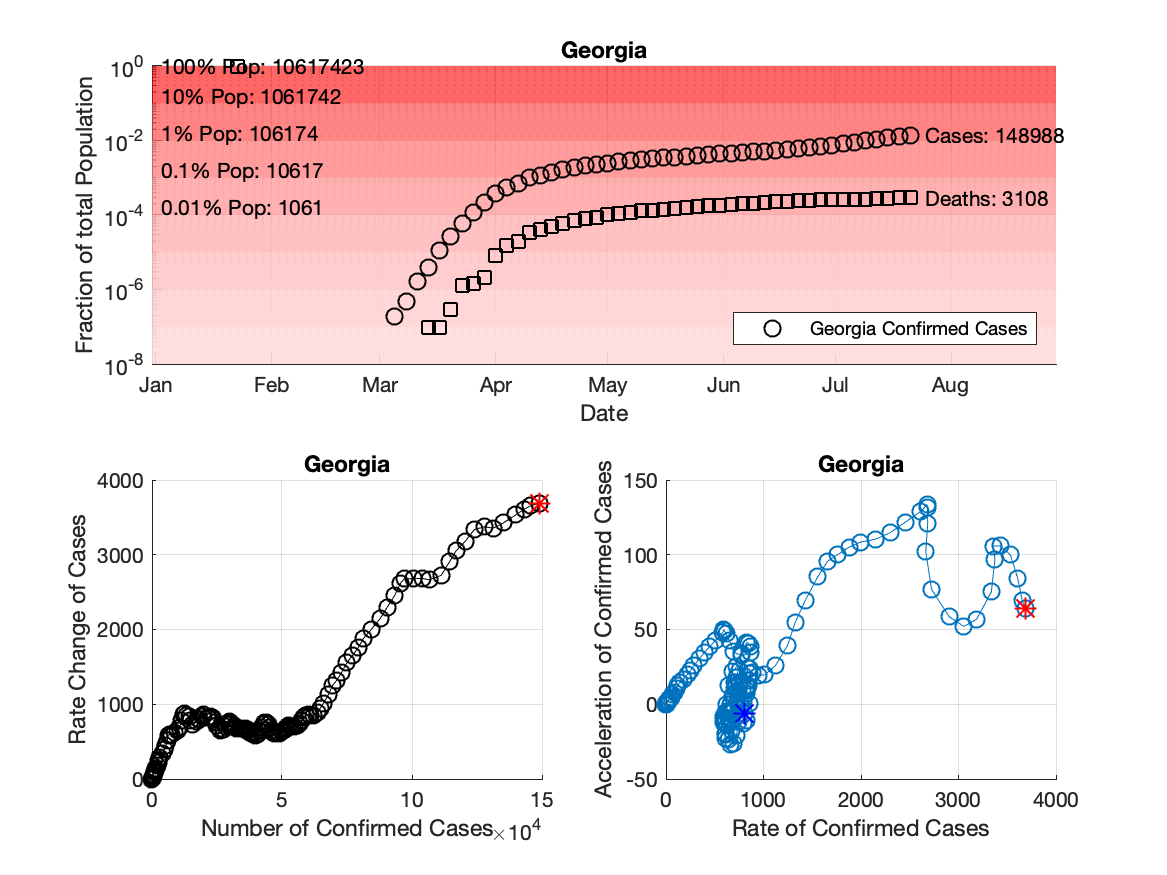 Georgia
10^0
100% Pop: 10617423
10% Pop: 1061742
10^-2
1% Pop: 106174
Cases: 148988
0.1% Pop: 10617
10^-4
0.01% Pop: 1061
Deaths: 3108
10^-6
Georgia Confirmed Cases
10^-8
Fraction of total Population
Jan Feb Mar Apr May Jun Jul Aug
Date
Georgia
4000
3000
2000
1000
0
Rate Change of Cases
0 5 10 15
Number of Confirmed Cases
×10^4
Georgia
150
100
50
0
-50
Acceleration of Confirmed Cases
0 1000 2000 3000 4000
Rate of Confirmed Cases